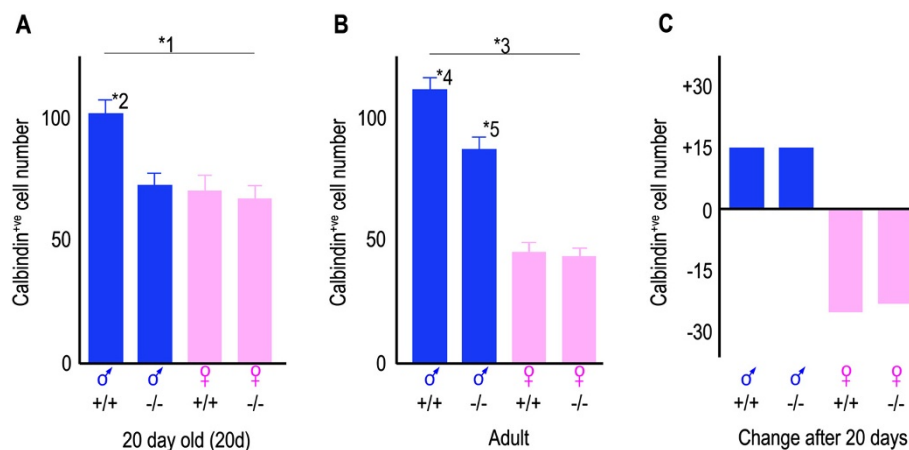 A
*1
*2
100
50
0
Calbindin+ve cell number
♂ ♂ ♀ ♀
+/+ -/- +/+ -/-
20 day old (20d)
B
*3
*4
*5
100
50
0
Calbindin+ve cell number
♂ ♂ ♀ ♀
+/+ -/- +/+ -/-
Adult
C
+30
+15
0
-15
-30
Calbindin+ve cell number
♂ ♂ ♀ ♀
+/+ -/- +/+ -/-
Change after 20 days